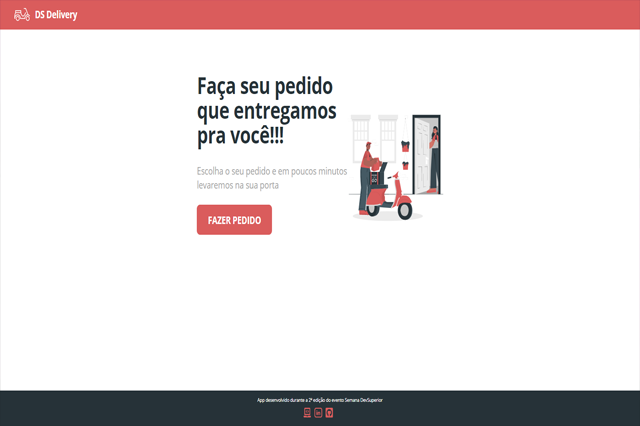 DS Delivery
Faça seu pedido
que entregamos
pra você!!!
Escolha o seu pedido e em poucos minutos
levaremos na sua porta
FAZER PEDIDO
App desenvolvido durante a 2ª edição do evento Semana DevSuperior